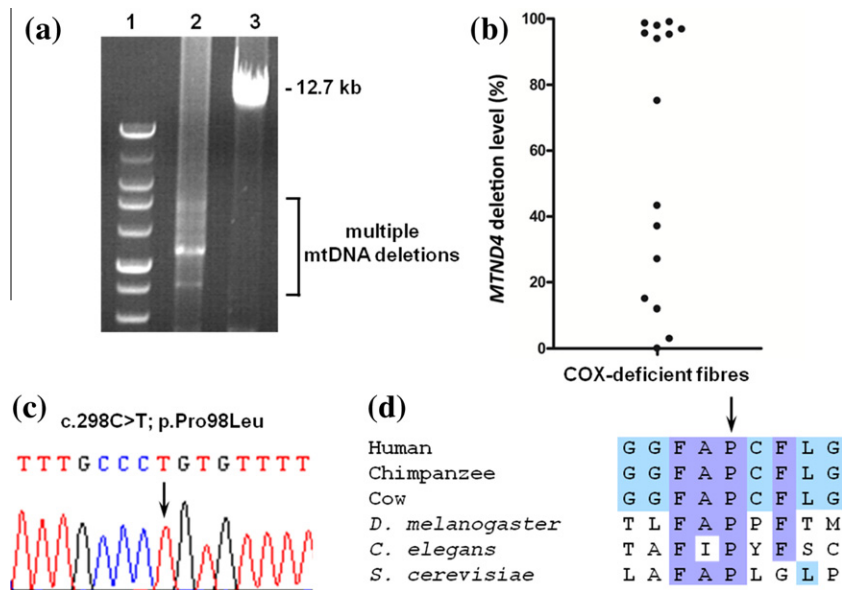 (a)
1 2 3
- 12.7 kb
multiple
mtDNA deletions
(b)
MTND4 deletion level (%)
100
80
60
40
20
0
COX-deficient fibres
(c)
c.298C>T; p.Pro98Leu
T T T G C C C T G T G T T T T
(d)
Human G G F A P C F L G
Chimpanzee G G F A P C F L G
Cow G G F A P C F L G
D. melanogaster T L F A P P F T M
C. elegans T A F I P Y F S C
S. cerevisiae L A F A P L G L P